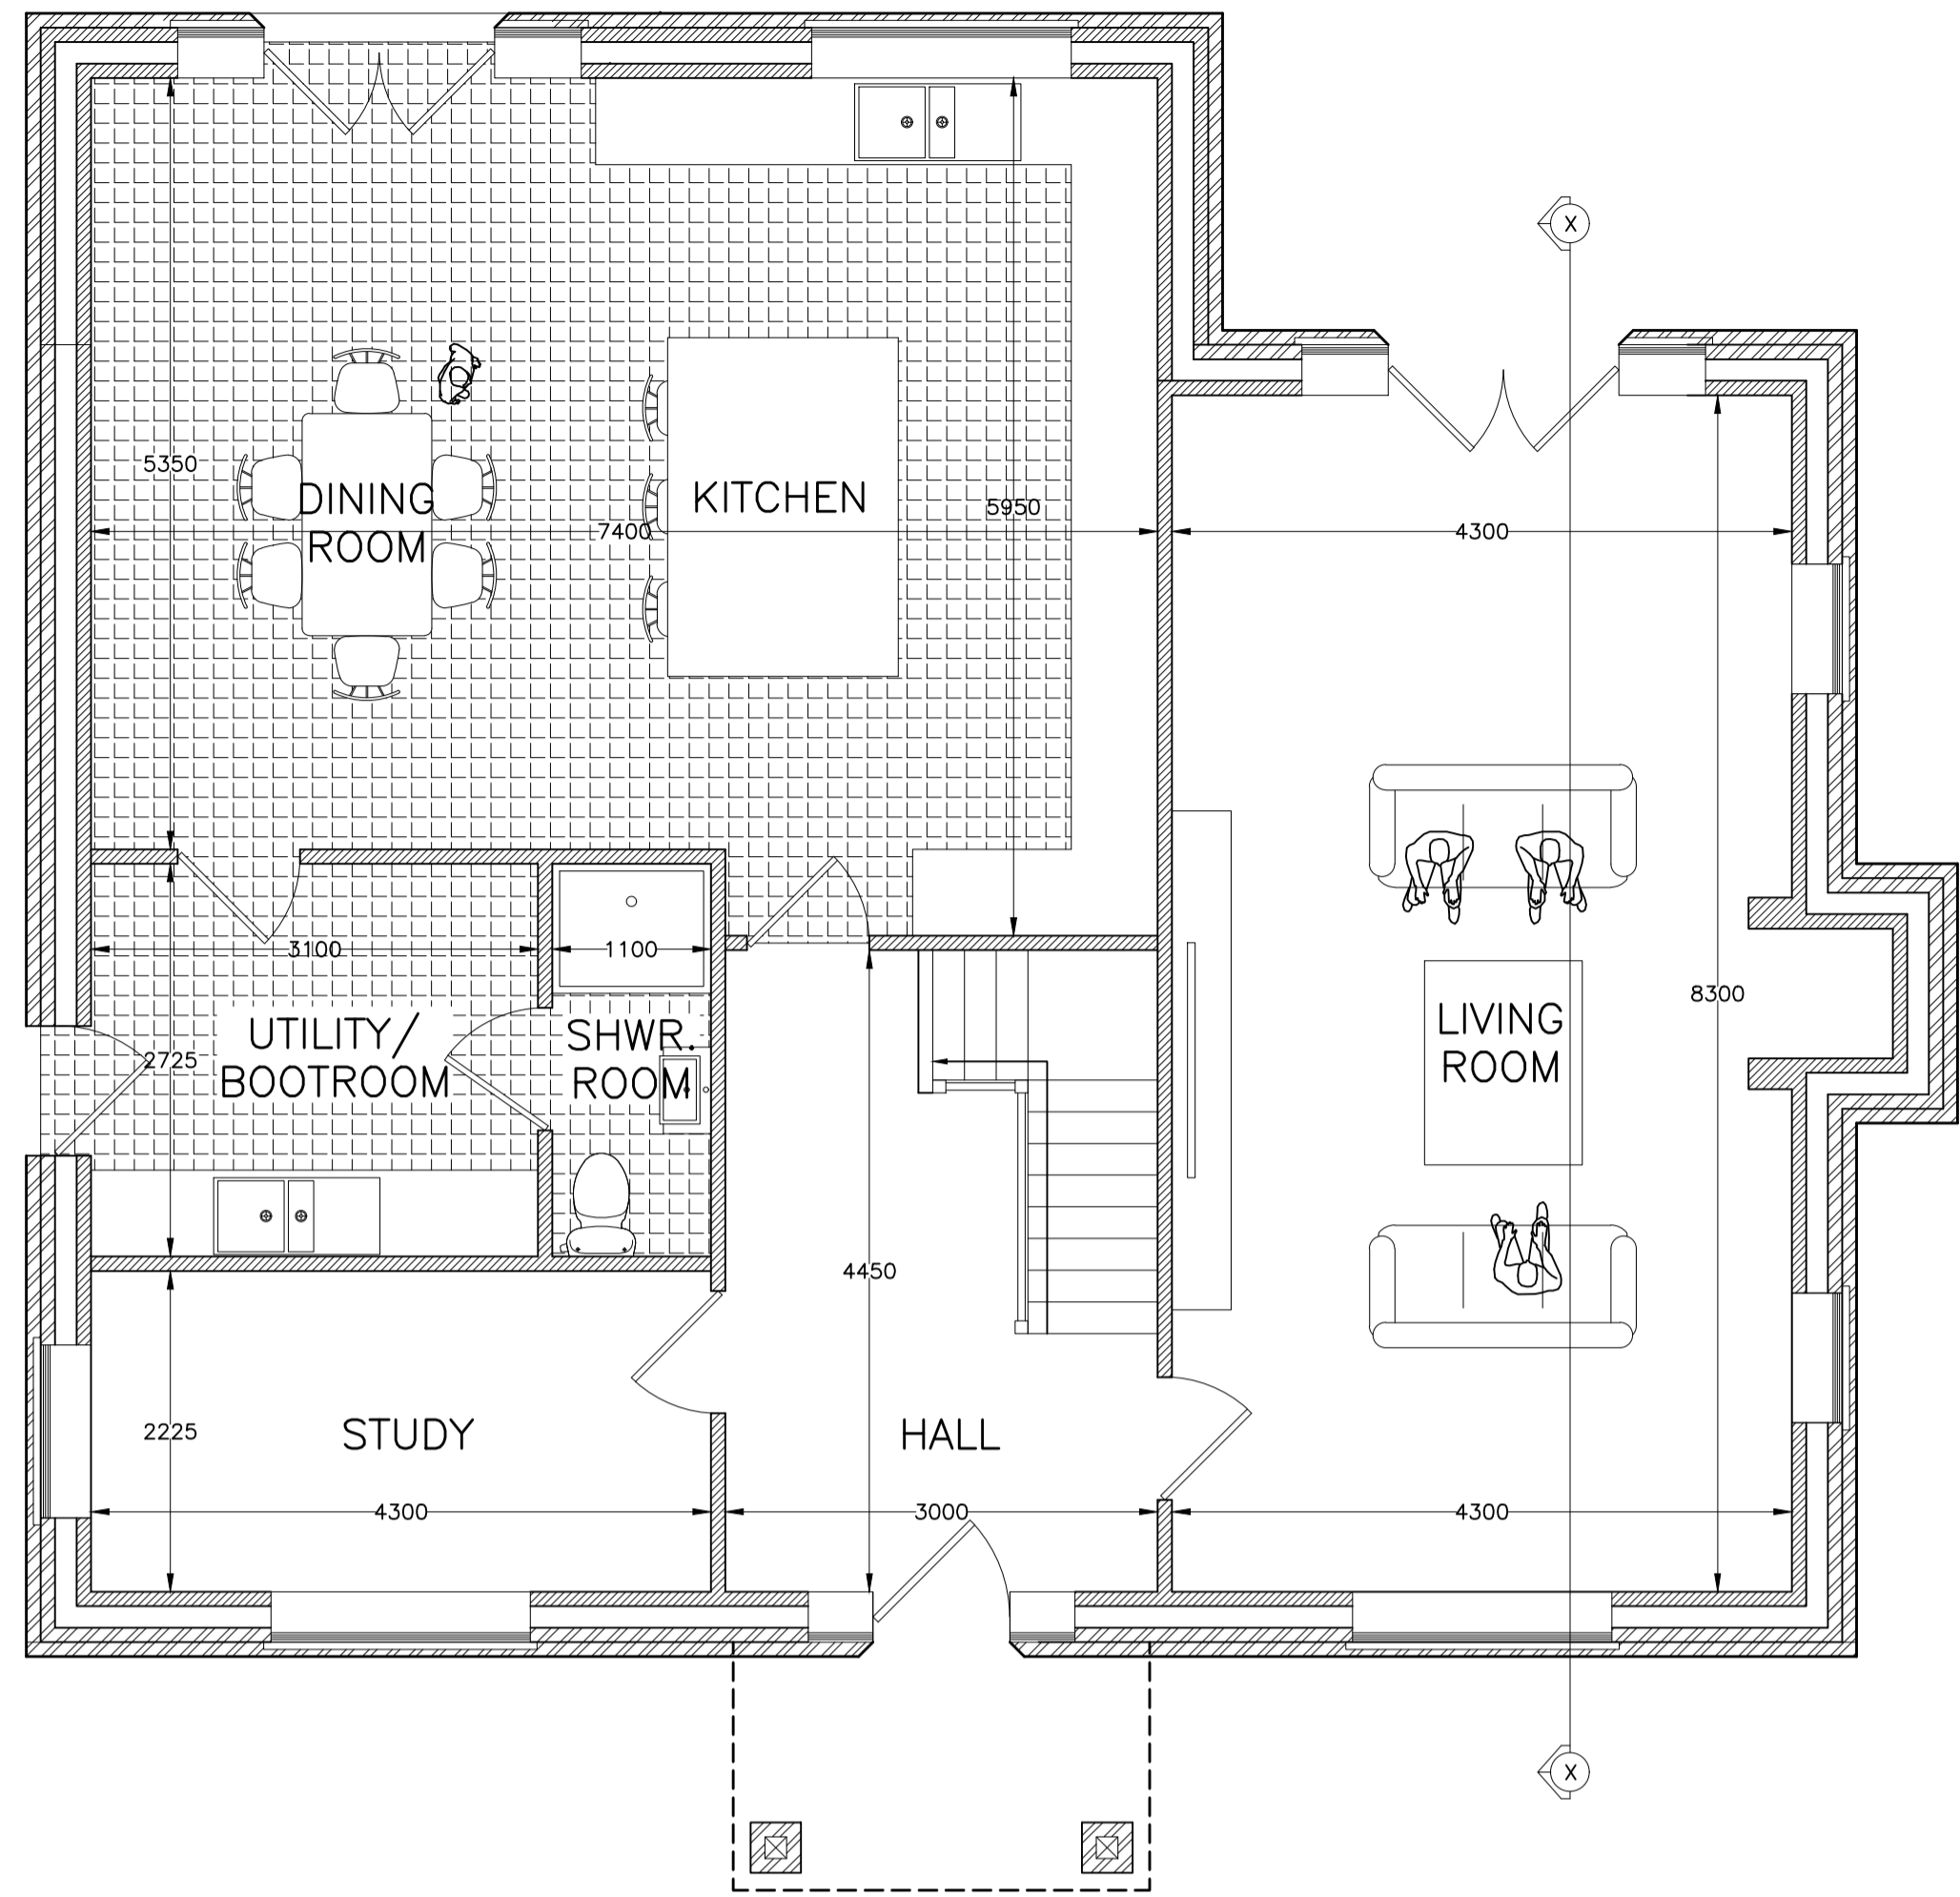 X
5350
DINING
ROOM
KITCHEN
5950
7400
4300
3100
1100
UTILITY/
BOOTROOM
2725
SHWR.
ROOM
LIVING
ROOM
8300
4450
2225
STUDY
HALL
4300
3000
4300
X